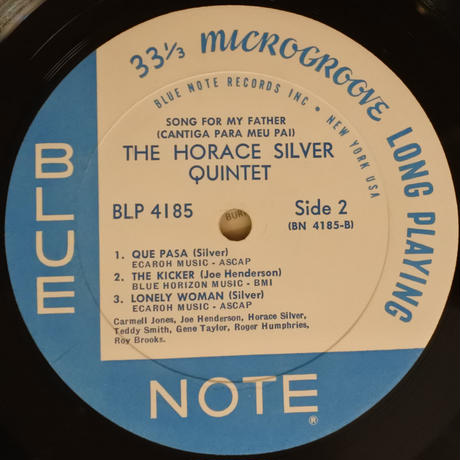 33⅓ MICROGROOVE LONG PLAYING
BLUE NOTE RECORDS INC • NEW YORK USA
SONG FOR MY FATHER
(CANTIGA PARA MEU PAI)
THE HORACE SILVER
QUINTET
BLP 4185
Side 2
(BN 4185-B)
1. QUE PASA (Silver)
ECAROH MUSIC - ASCAP
2. THE KICKER (Joe Henderson)
BLUE HORIZON MUSIC - BMI
3. LONELY WOMAN (Silver)
ECAROH MUSIC - ASCAP
Carmell Jones, Joe Henderson, Horace Silver,
Teddy Smith, Gene Taylor, Roger Humphries,
Roy Brooks.
BLUE
NOTE ®